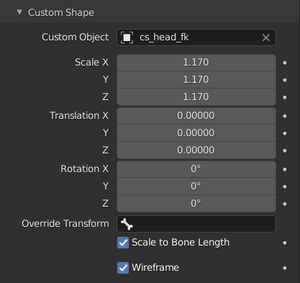 Custom Shape
Custom Object cs_head_fk
Scale X 1.170
Y 1.170
Z 1.170
Translation X 0.00000
Y 0.00000
Z 0.00000
Rotation X 0°
Y 0°
Z 0°
Override Transform
Scale to Bone Length
Wireframe